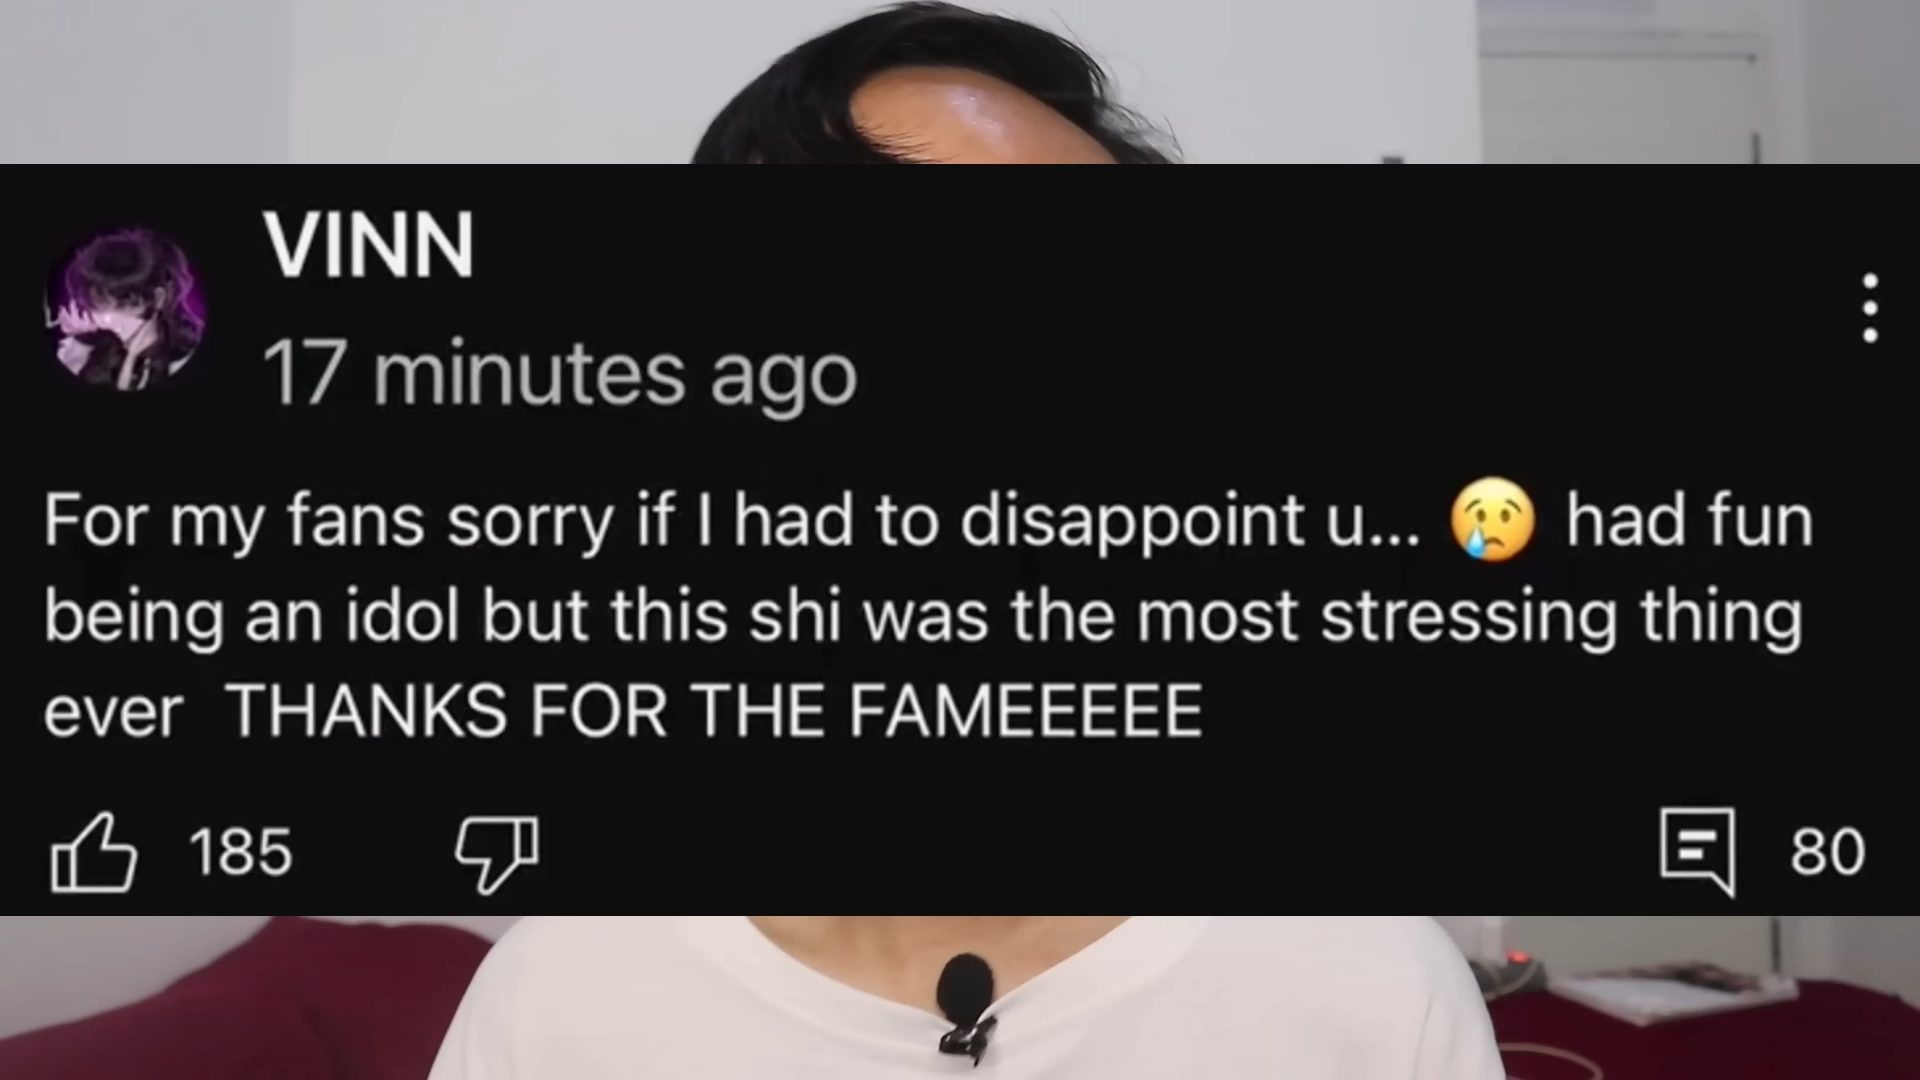 VINN
17 minutes ago
For my fans sorry if I had to disappoint u... 😢 had fun
being an idol but this shi was the most stressing thing
ever THANKS FOR THE FAMEEEEE
185
80